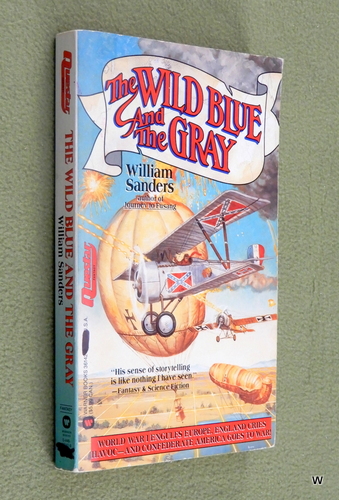 The WILD BLUE
And
The GRAY
William
Sanders
author of
Journey to Fusang
Questar
"His sense of storytelling
is like nothing I have seen."
—Fantasy & Science Fiction
WORLD WAR I ENGULFS EUROPE, ENGLAND CRIES
HAVOC—AND CONFEDERATE AMERICA GOES TO WAR!
Questar
THE WILD BLUE AND THE GRAY
William Sanders
W